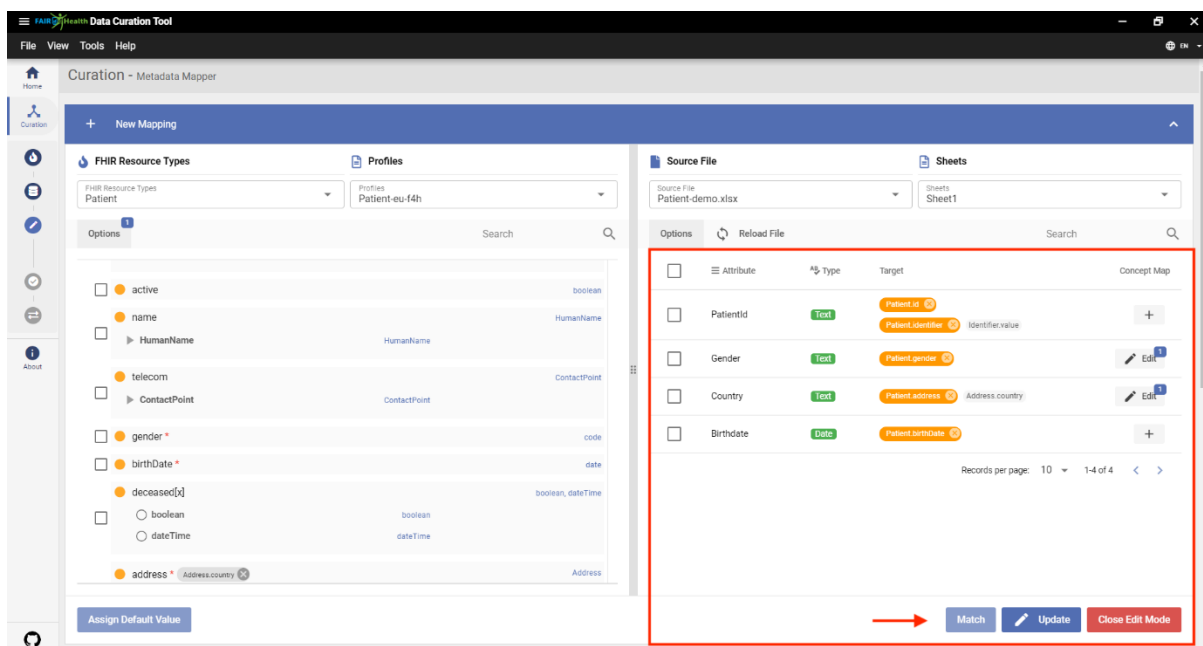 FAIR4Health Data Curation Tool
File View Tools Help
EN
Home
Curation
About
Curation - Metadata Mapper
+ New Mapping
FHIR Resource Types
Profiles
FHIR Resource Types
Patient
Profiles
Patient-eu-f4h
Options 1
Search
active boolean
name HumanName
HumanName HumanName
telecom ContactPoint
ContactPoint ContactPoint
gender * code
birthDate * date
deceased[x] boolean, dateTime
boolean boolean
dateTime dateTime
address * Address.country Address
Assign Default Value
Source File
Sheets
Source File
Patient-demo.xlsx
Sheets
Sheet1
Options Reload File Search
Attribute Type Target Concept Map
PatientId Text Patient.id +
Patient.identifier Identifier.value
Gender Text Patient.gender Edit 1
Country Text Patient.address Address.country Edit 1
Birthdate Date Patient.birthDate +
Records per page: 10 1-4 of 4
Match Update Close Edit Mode